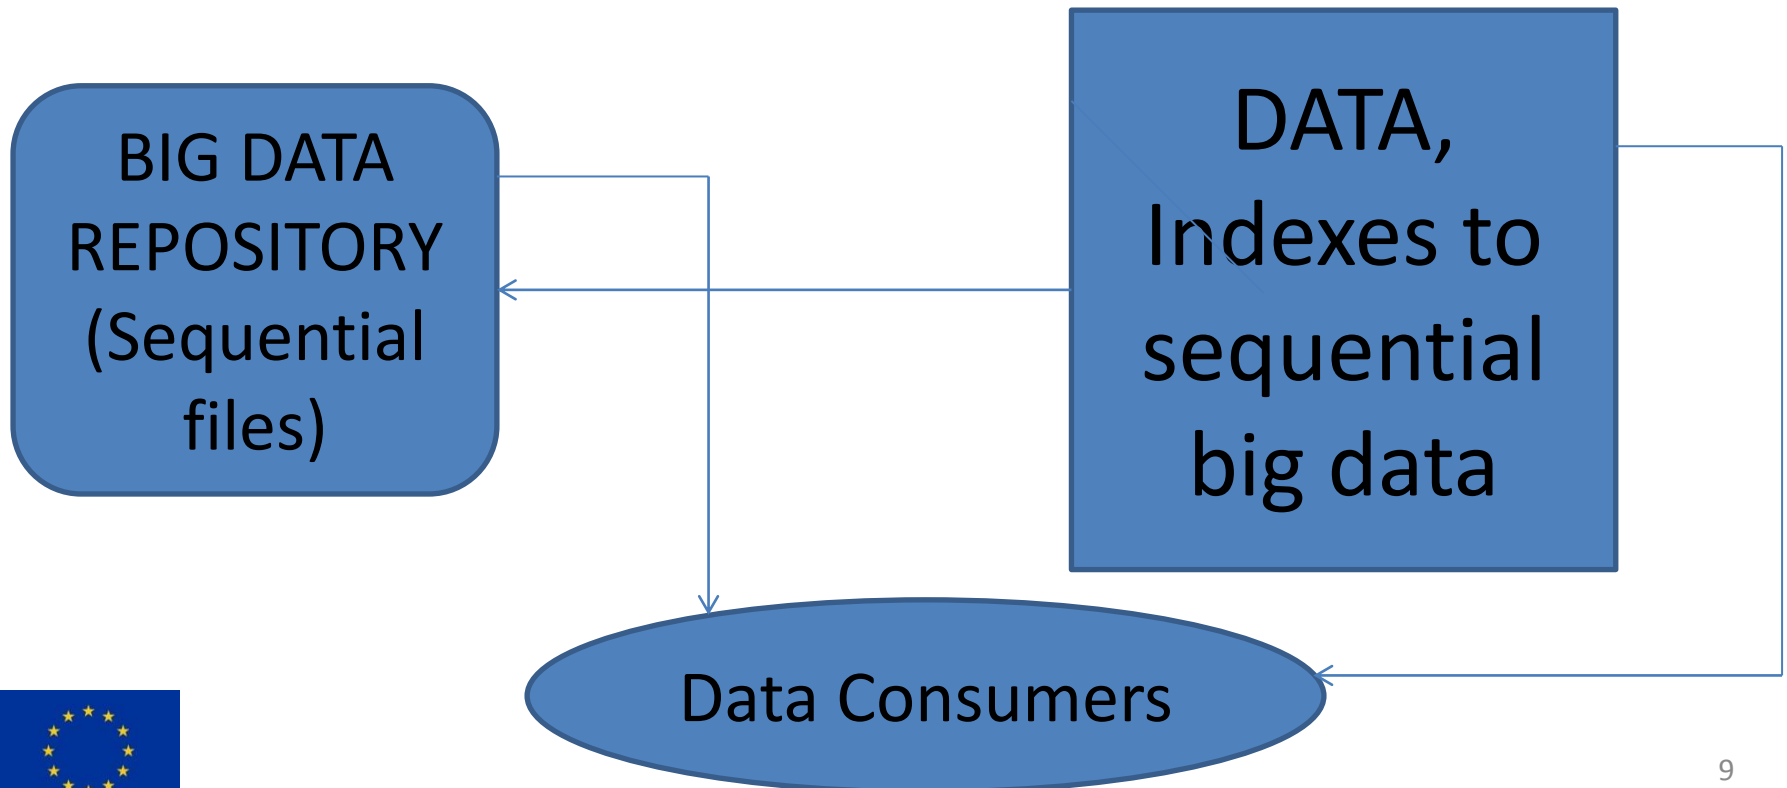 BIG DATA
REPOSITORY
(Sequential
files)
DATA,
Indexes to
sequential
big data
Data Consumers
9